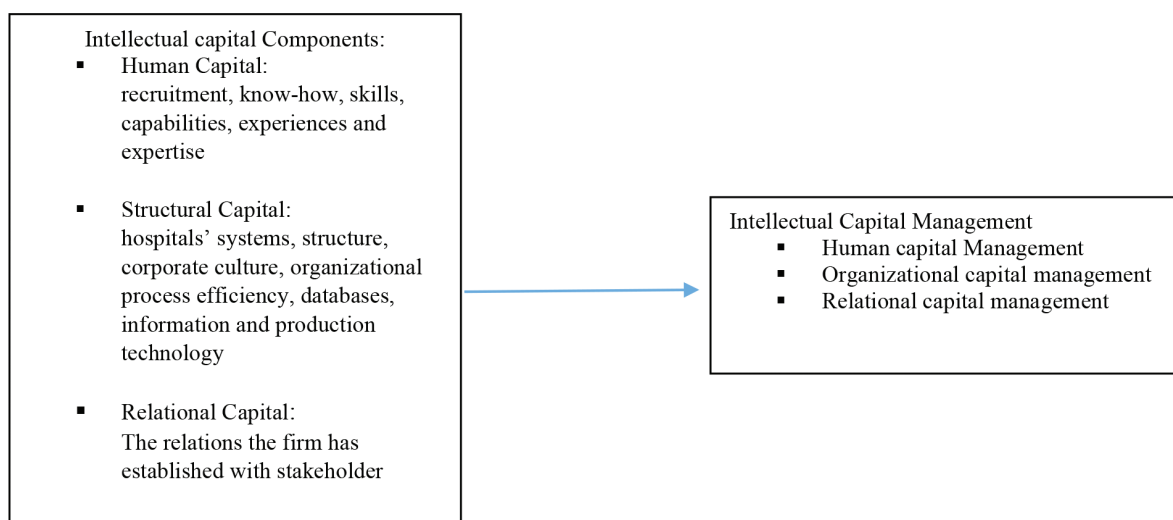 Intellectual capital Components:
▪ Human Capital:
recruitment, know-how, skills,
capabilities, experiences and
expertise
▪ Structural Capital:
hospitals’ systems, structure,
corporate culture, organizational
process efficiency, databases,
information and production
technology
▪ Relational Capital:
The relations the firm has
established with stakeholder
Intellectual Capital Management
▪ Human capital Management
▪ Organizational capital management
▪ Relational capital management